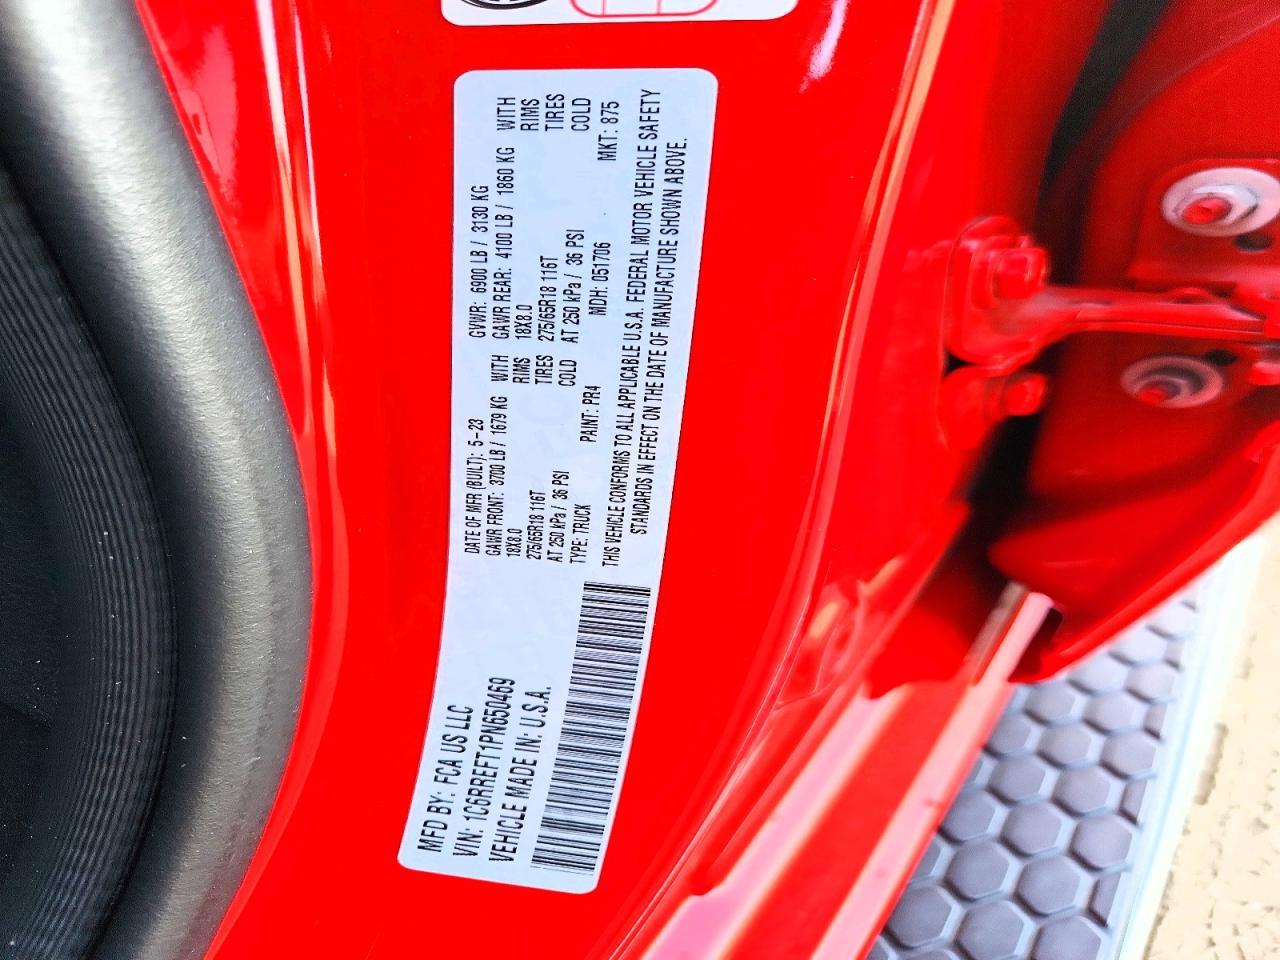 MFD BY: FCA US LLC
VIN: 1C6RREFT1PN650469
VEHICLE MADE IN: U.S.A.
DATE OF MFR (BUILT): 5-23
GVWR: 6900 LB / 3130 KG
GAWR FRONT: 3700 LB / 1679 KG WITH
GAWR REAR: 4100 LB / 1860 KG WITH
18X8.0 RIMS
18X8.0 RIMS
275/65R18 116T TIRES
275/65R18 116T TIRES
AT 250 kPa / 36 PSI COLD
AT 250 kPa / 36 PSI COLD
TYPE: TRUCK PAINT: PR4 MDH: 051706 MKT: 875
THIS VEHICLE CONFORMS TO ALL APPLICABLE U.S.A. FEDERAL MOTOR VEHICLE SAFETY
STANDARDS IN EFFECT ON THE DATE OF MANUFACTURE SHOWN ABOVE.